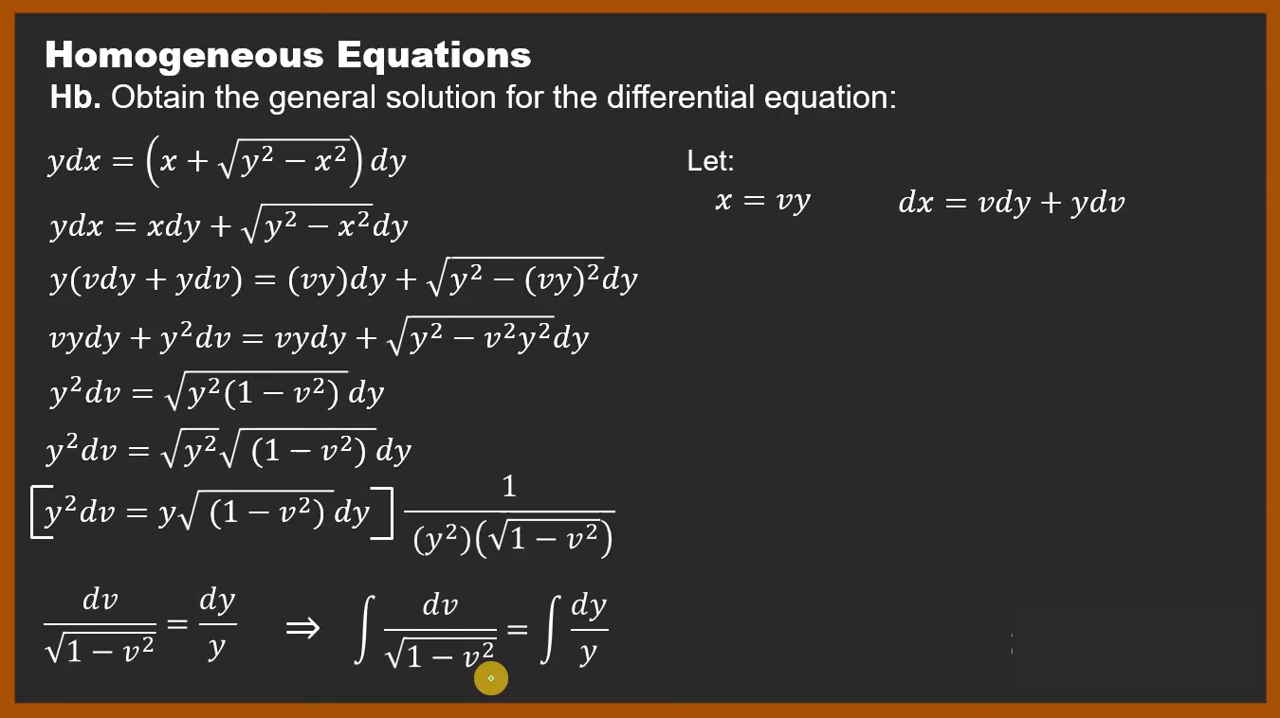 Homogeneous Equations
Hb. Obtain the general solution for the differential equation:
ydx = (x + √(y² − x²)) dy
Let:
x = vy    dx = vdy + ydv
ydx = xdy + √(y² − x²)dy
y(vdy + ydv) = (vy)dy + √(y² − (vy)²)dy
vydy + y²dv = vydy + √(y² − v²y²)dy
y²dv = √(y²(1 − v²)) dy
y²dv = √(y²)√((1 − v²)) dy
[y²dv = y√((1 − v²)) dy] 1/((y²)(√(1 − v²)))
dv/√(1 − v²) = dy/y ⇒ ∫ dv/√(1 − v²) = ∫ dy/y